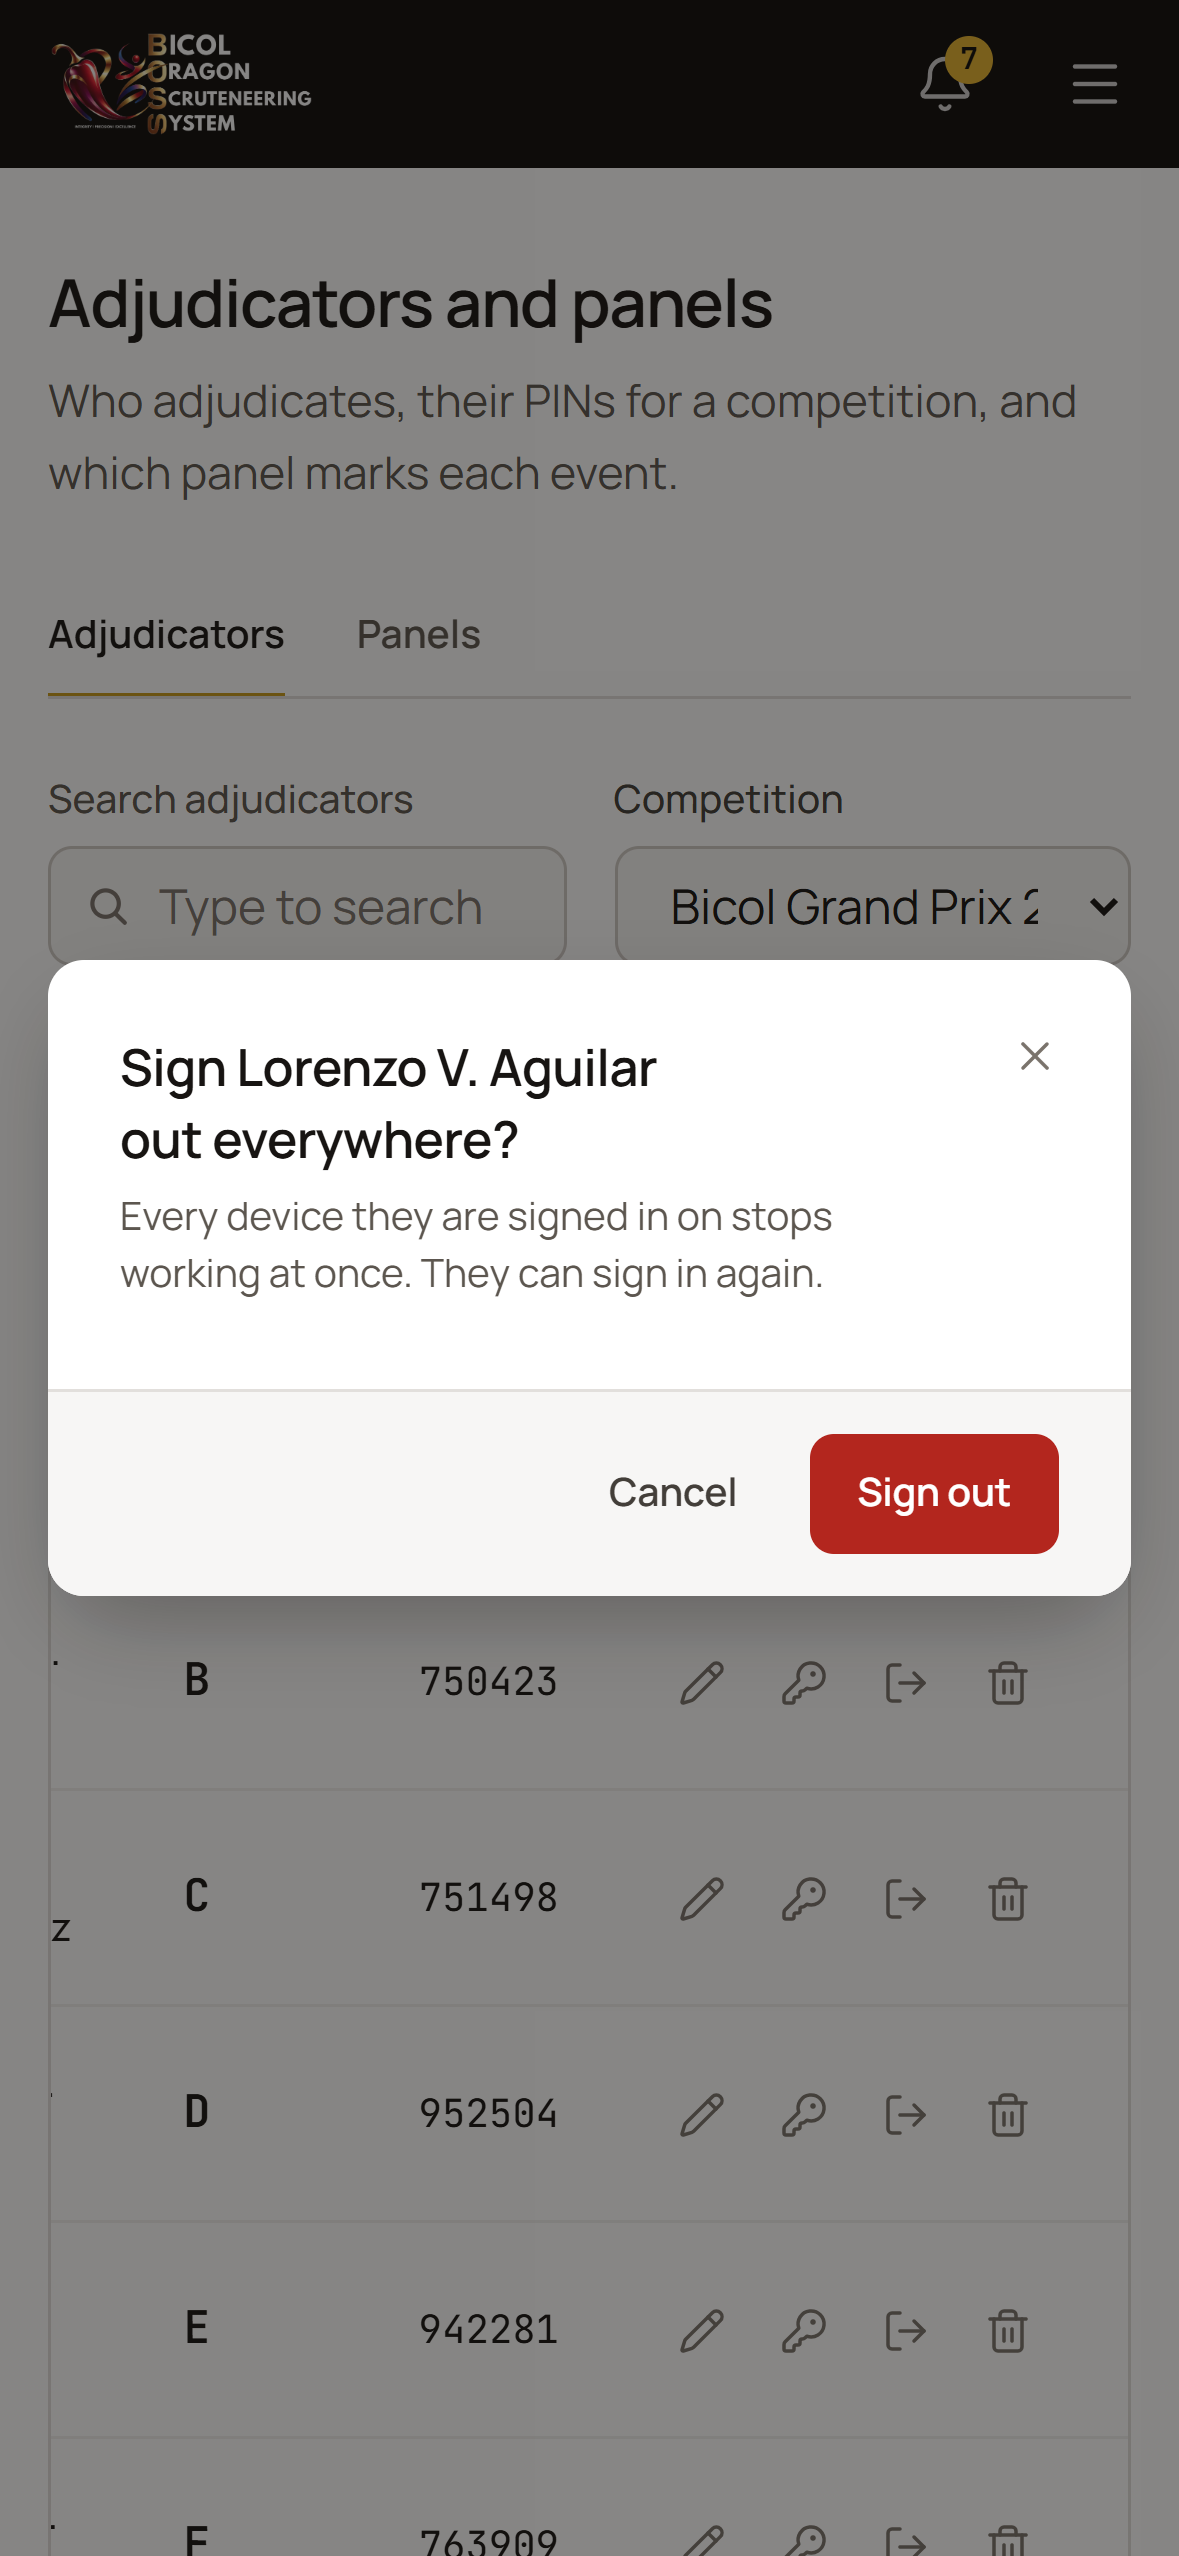 BICOL
DRAGON
SCRUTENEERING
SYSTEM
7
Adjudicators and panels
Who adjudicates, their PINs for a competition, and
which panel marks each event.
Adjudicators
Panels
Search adjudicators
Competition
Type to search
Bicol Grand Prix
Sign Lorenzo V. Aguilar
out everywhere?
Every device they are signed in on stops
working at once. They can sign in again.
Cancel
Sign out
B
750423
C
751498
z
D
952504
E
942281
F
763909